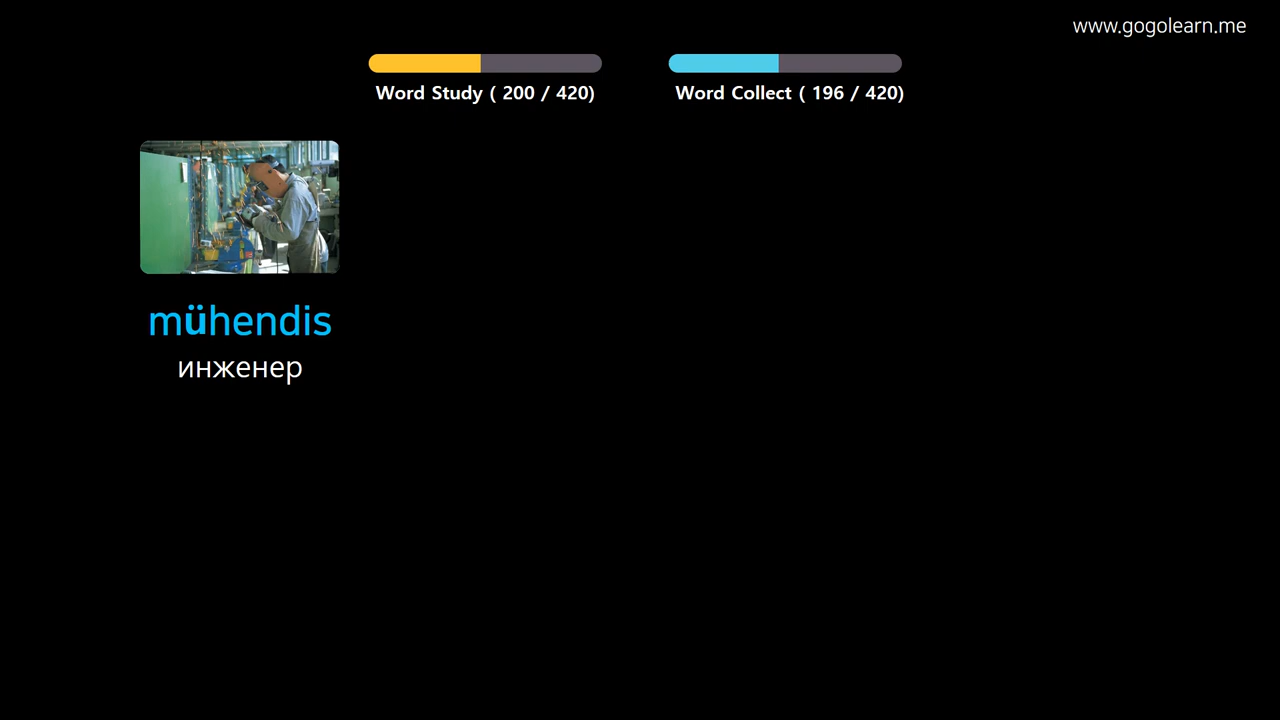 www.gogolearn.me
Word Study ( 200 / 420)
Word Collect ( 196 / 420)
mühendis
инженер